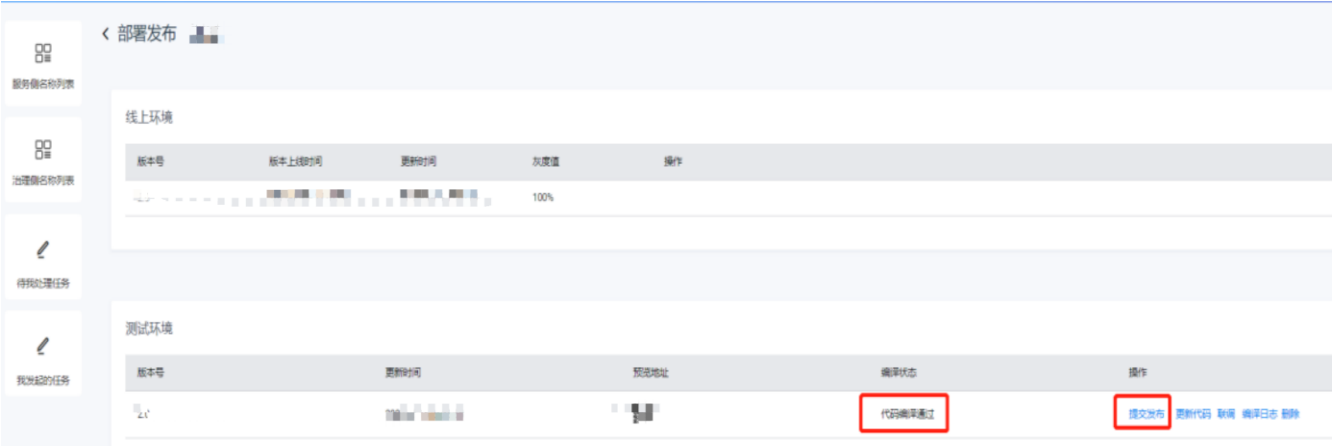 部署发布
服务侧名称列表
线上环境
版本号 版本上线时间 更新时间 灰度值 操作
治理侧名称列表
100%
待我处理任务
测试环境
版本号 更新时间 预览地址 编译状态 操作
我发起的任务
代码编译通过 提交发布 更新代码 联调 编译日志 删除